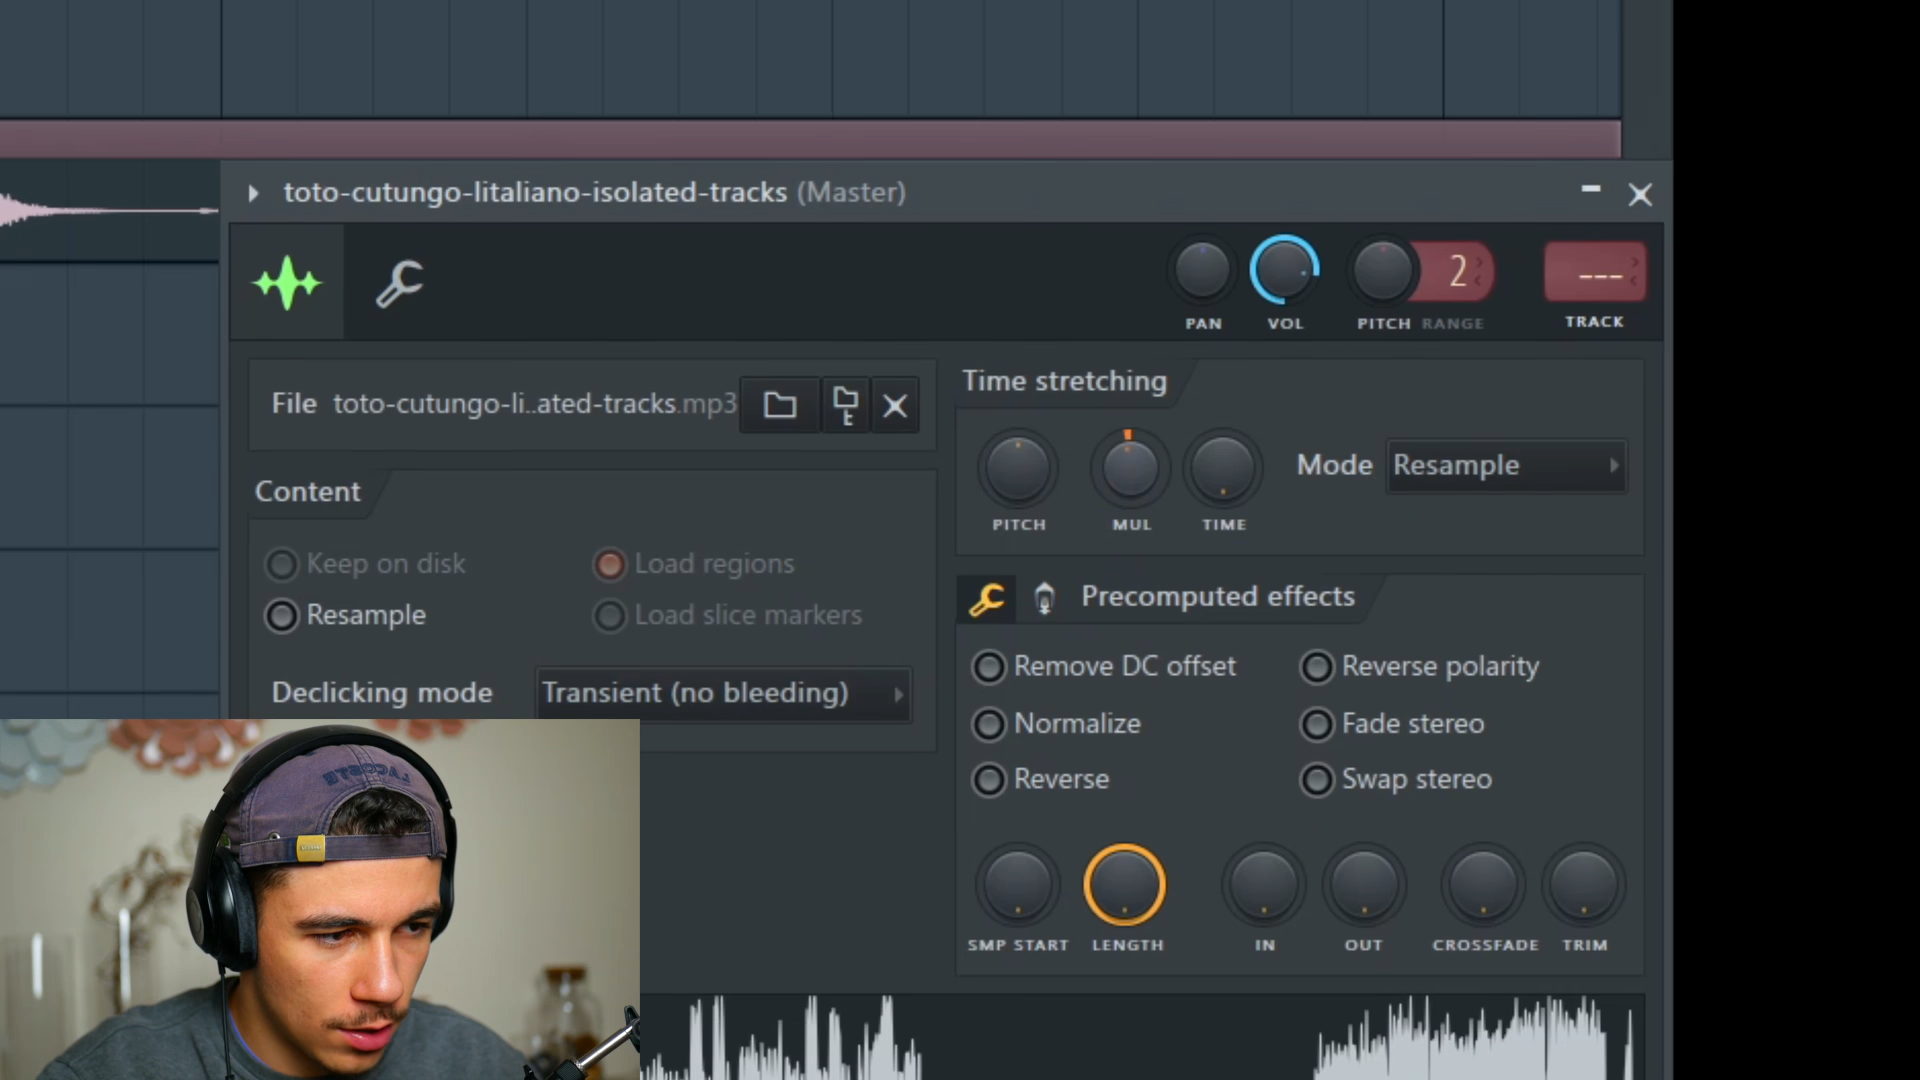 toto-cutungo-litaliano-isolated-tracks (Master)
PAN
VOL
PITCH
RANGE
2
---
TRACK
File toto-cutungo-li..ated-tracks.mp3
Time stretching
PITCH
MUL
TIME
Mode Resample
Content
Keep on disk
Load regions
Resample
Load slice markers
Declicking mode Transient (no bleeding)
Precomputed effects
Remove DC offset
Reverse polarity
Normalize
Fade stereo
Reverse
Swap stereo
SMP START
LENGTH
IN
OUT
CROSSFADE
TRIM
LACOSTE